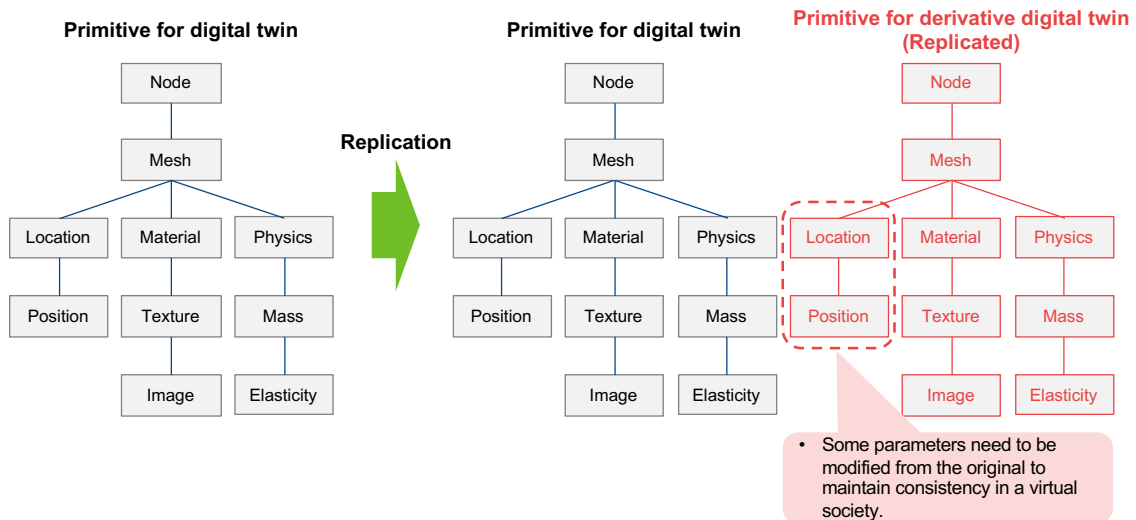 Primitive for digital twin
Node
Mesh
Location Material Physics
Position Texture Mass
Image Elasticity
Replication
Primitive for digital twin
Node
Mesh
Location Material Physics
Position Texture Mass
Image Elasticity
Primitive for derivative digital twin
(Replicated)
Node
Mesh
Location Material Physics
Position Texture Mass
Image Elasticity
• Some parameters need to be
modified from the original to
maintain consistency in a virtual
society.